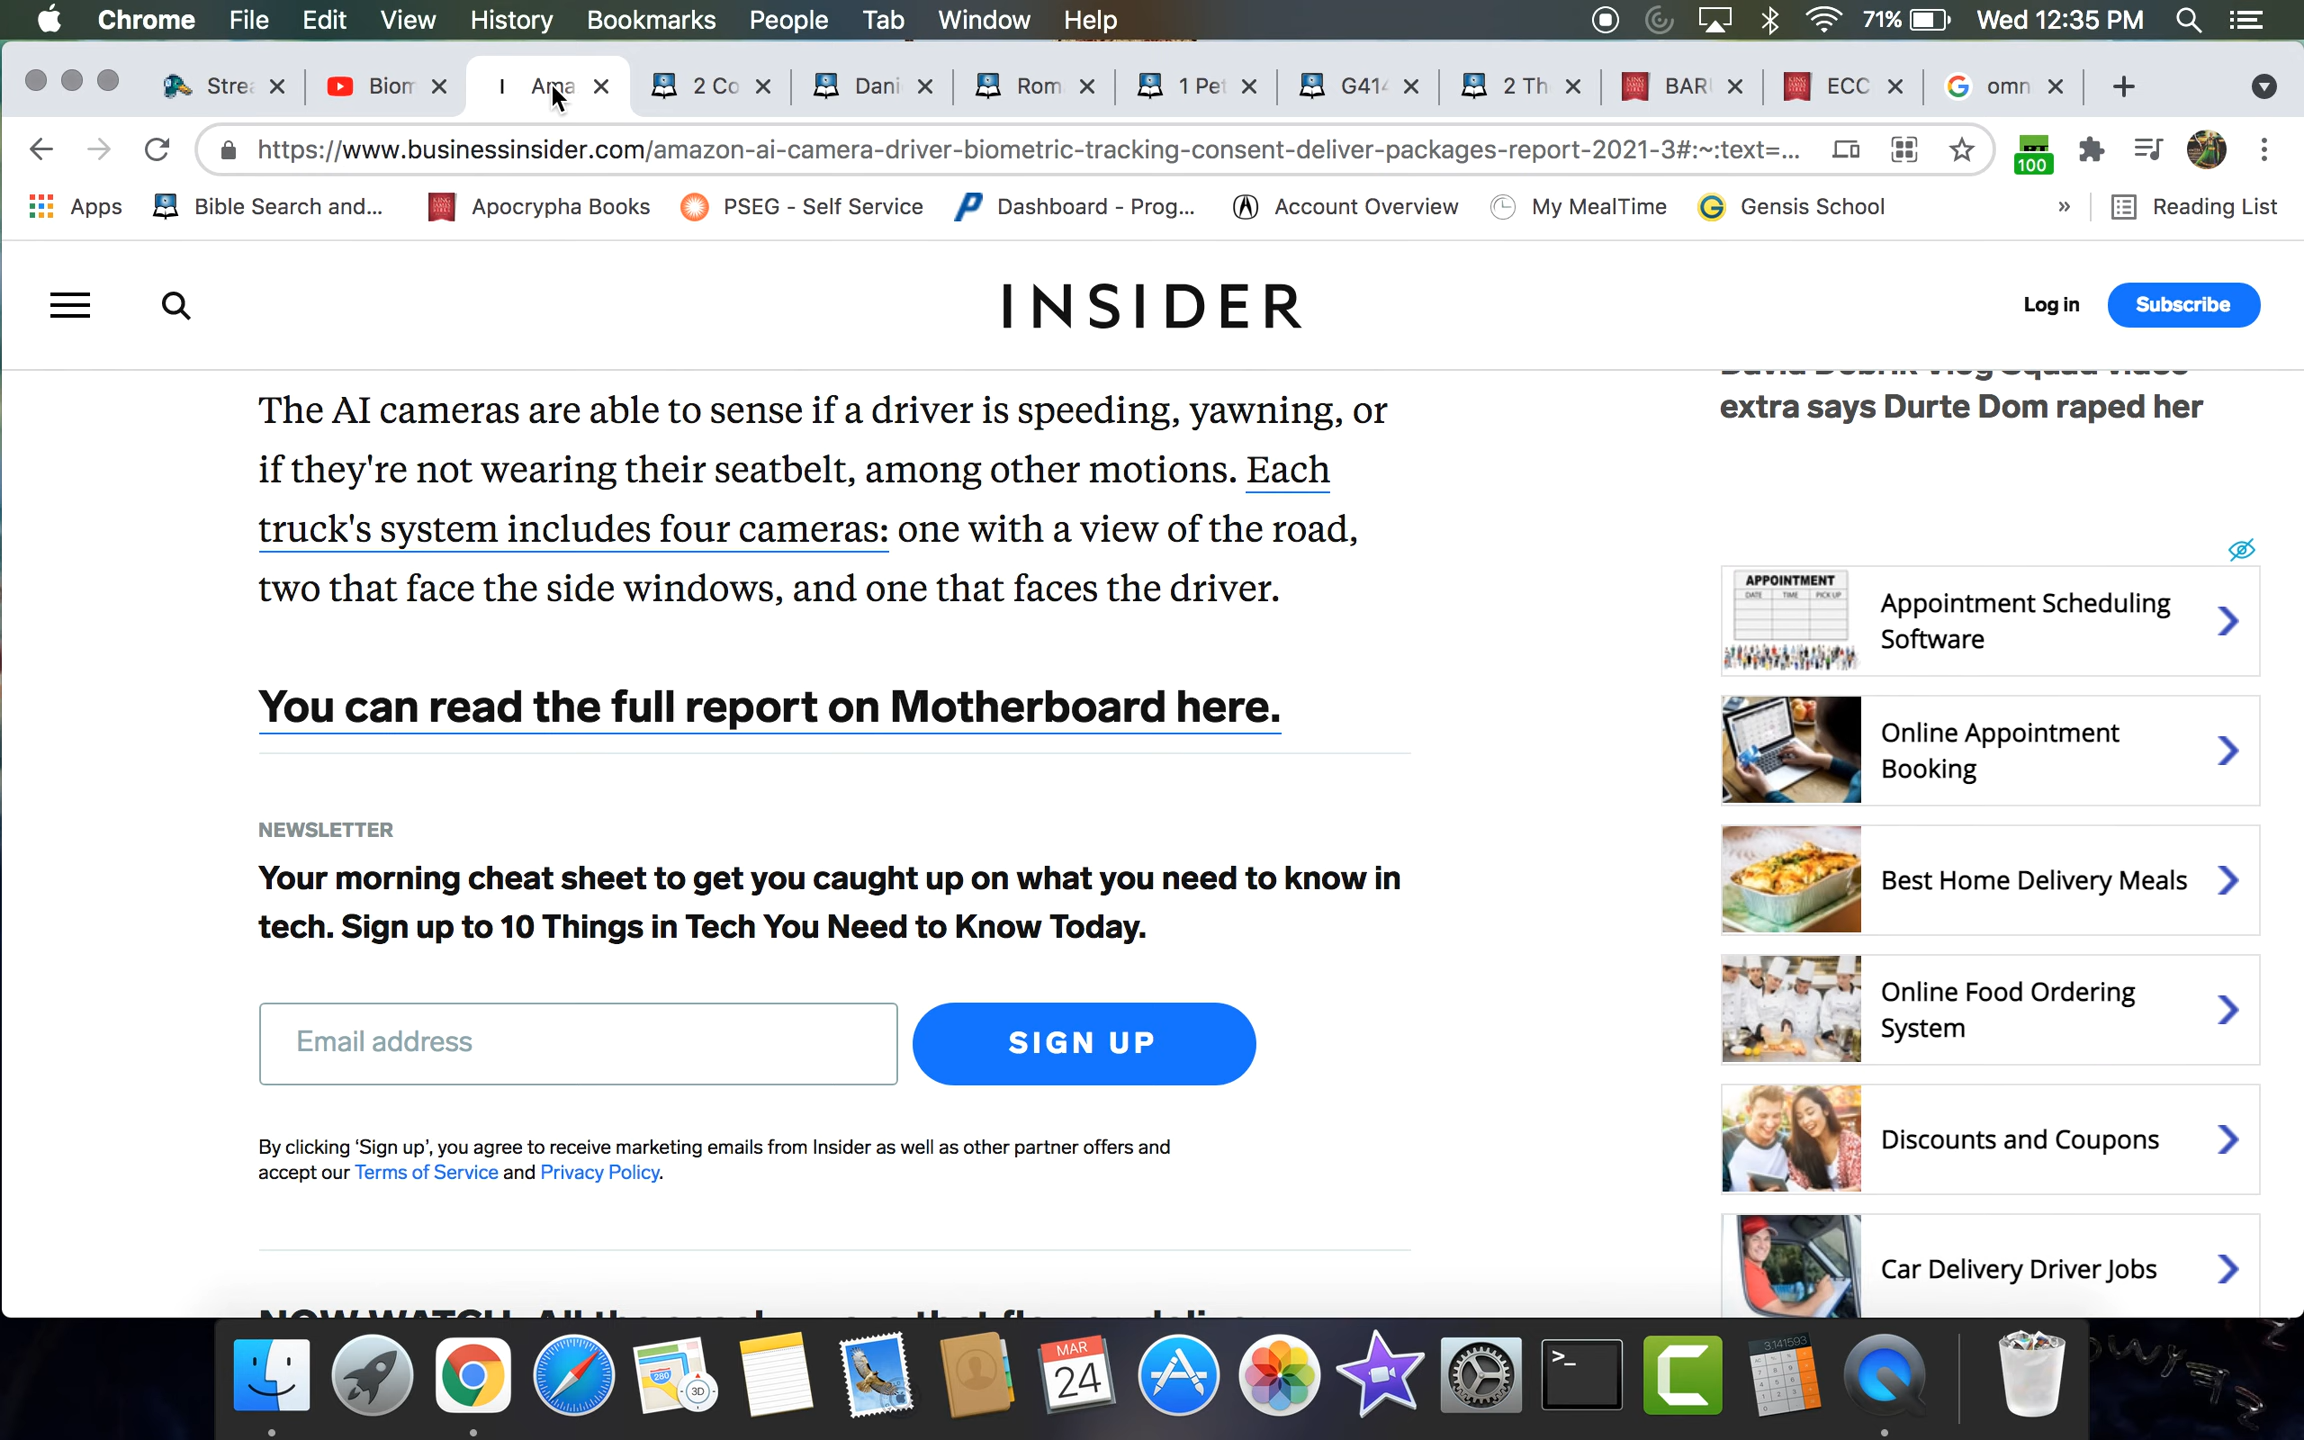 Chrome File Edit View History Bookmarks People Tab Window Help 71% Wed 12:35 PM
Strea Biom Ama 2 Co Dani Rom 1 Pet G414 2 Th BAR ECC omn
https://www.businessinsider.com/amazon-ai-camera-driver-biometric-tracking-consent-deliver-packages-report-2021-3#:~:text=... 100
Apps Bible Search and... Apocrypha Books PSEG - Self Service Dashboard - Prog... Account Overview My MealTime Gensis School » Reading List
INSIDER
Log in Subscribe
The AI cameras are able to sense if a driver is speeding, yawning, or
if they're not wearing their seatbelt, among other motions. Each
truck's system includes four cameras: one with a view of the road,
two that face the side windows, and one that faces the driver.
You can read the full report on Motherboard here.
NEWSLETTER
Your morning cheat sheet to get you caught up on what you need to know in
tech. Sign up to 10 Things in Tech You Need to Know Today.
Email address
SIGN UP
By clicking ‘Sign up’, you agree to receive marketing emails from Insider as well as other partner offers and
accept our Terms of Service and Privacy Policy.
extra says Durte Dom raped her
APPOINTMENT
DATE TIME PICK UP
Appointment Scheduling
Software
Online Appointment
Booking
Best Home Delivery Meals
Online Food Ordering
System
Discounts and Coupons
Car Delivery Driver Jobs
280
3D
MAR
24
>_
3.141593